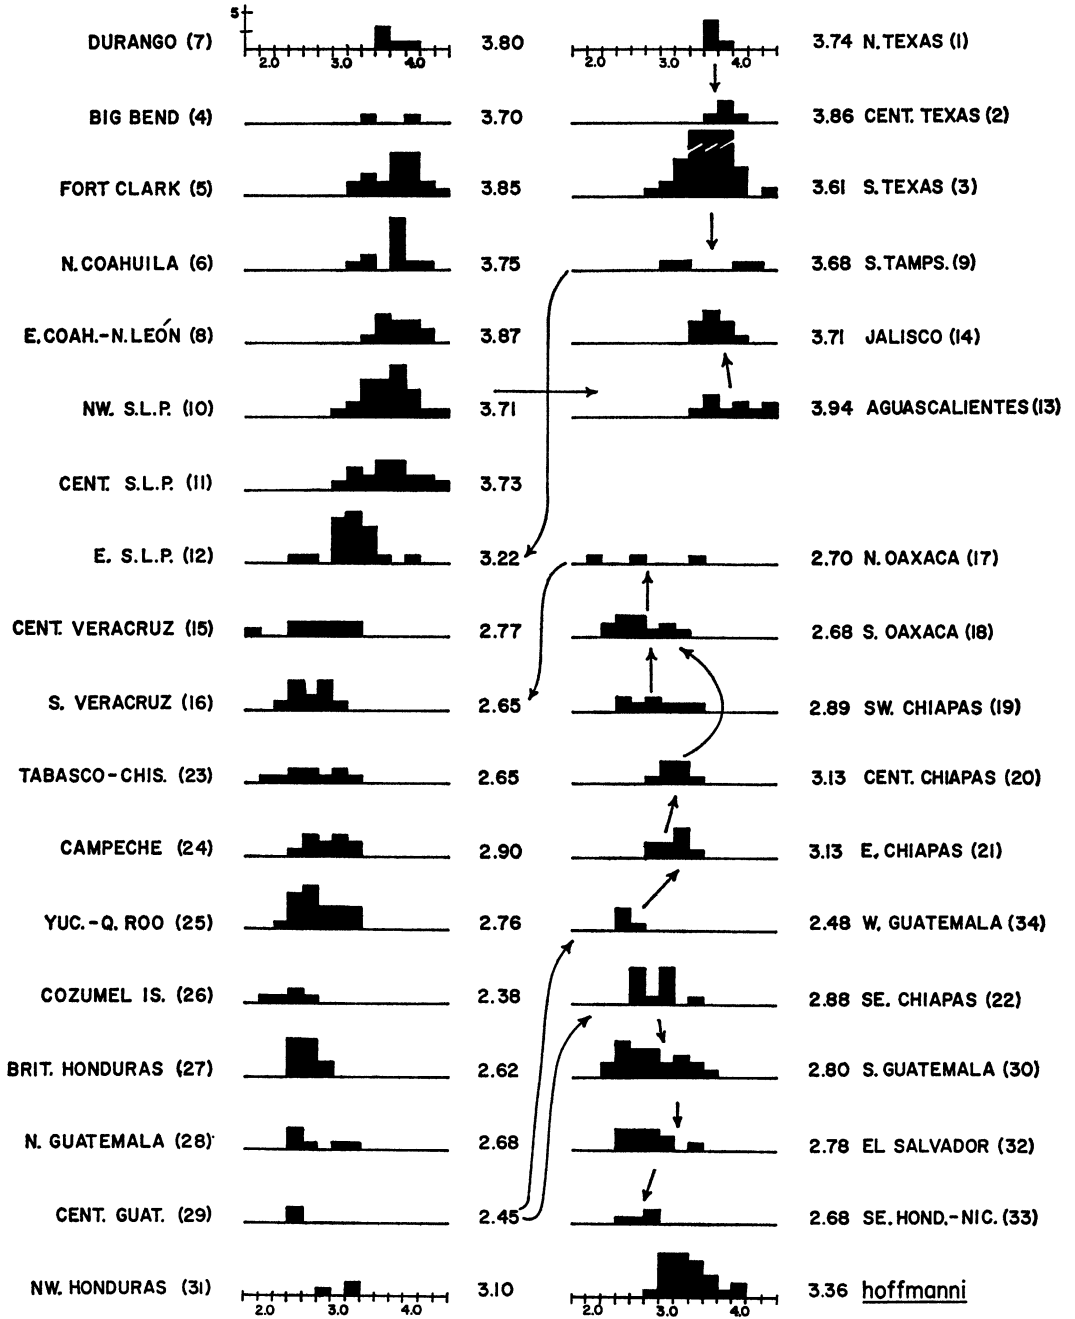 5
DURANGO (7) 3.80 3.74 N. TEXAS (1)
2.0 3.0 4.0 2.0 3.0 4.0
BIG BEND (4) 3.70 3.86 CENT. TEXAS (2)
FORT CLARK (5) 3.85 3.61 S. TEXAS (3)
N. COAHUILA (6) 3.75 3.68 S. TAMPS. (9)
E. COAH.-N. LEÓN (8) 3.87 3.71 JALISCO (14)
NW. S.L.P. (10) 3.71 3.94 AGUASCALIENTES (13)
CENT. S.L.P. (11) 3.73
E. S.L.P. (12) 3.22 2.70 N. OAXACA (17)
CENT. VERACRUZ (15) 2.77 2.68 S. OAXACA (18)
S. VERACRUZ (16) 2.65 2.89 SW. CHIAPAS (19)
TABASCO-CHIS. (23) 2.65 3.13 CENT. CHIAPAS (20)
CAMPECHE (24) 2.90 3.13 E. CHIAPAS (21)
YUC.-Q. ROO (25) 2.76 2.48 W. GUATEMALA (34)
COZUMEL IS. (26) 2.38 2.88 SE. CHIAPAS (22)
BRIT. HONDURAS (27) 2.62 2.80 S. GUATEMALA (30)
N. GUATEMALA (28) 2.68 2.78 EL SALVADOR (32)
CENT. GUAT. (29) 2.45 2.68 SE. HOND.-NIC. (33)
NW. HONDURAS (31) 3.10 3.36 hoffmanni
2.0 3.0 4.0 2.0 3.0 4.0